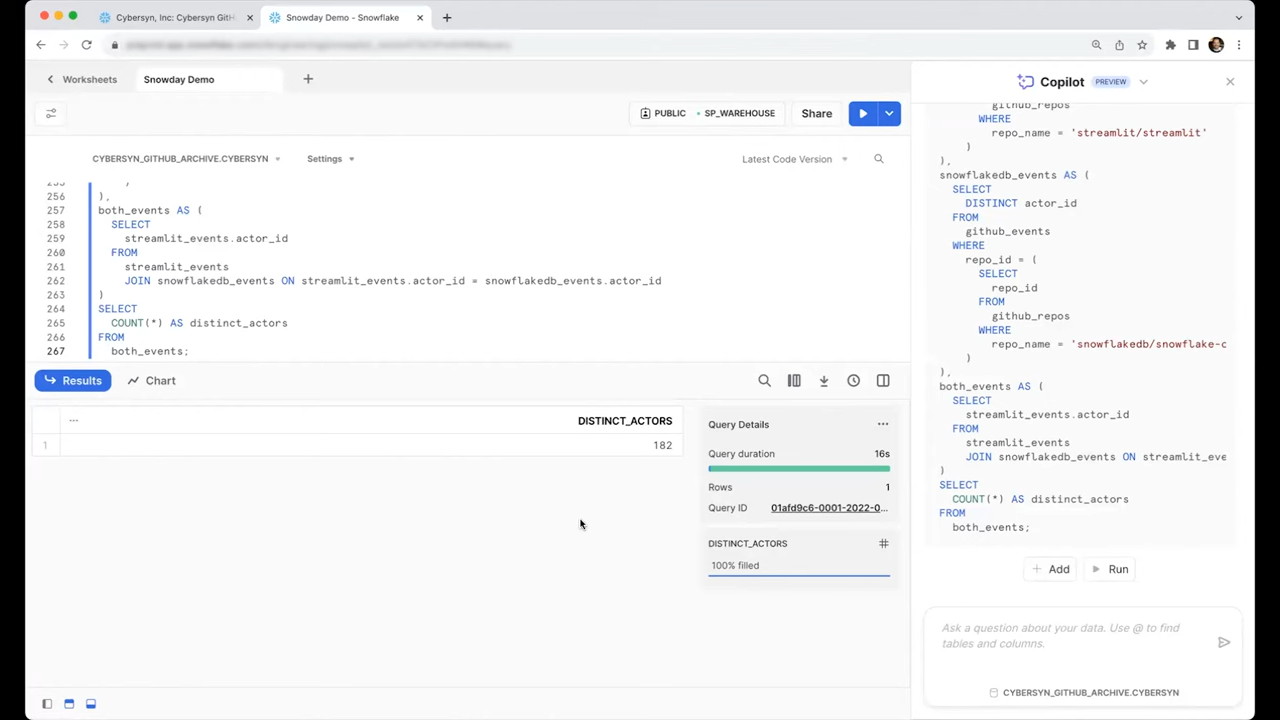 Cybersyn, Inc: Cybersyn GitH
Snowday Demo - Snowflake
Worksheets
Snowday Demo
PUBLIC
SP_WAREHOUSE
Share
CYBERSYN_GITHUB_ARCHIVE.CYBERSYN
Settings
Latest Code Version
255 )
256 ),
257 both_events AS (
258 SELECT
259 streamlit_events.actor_id
260 FROM
261 streamlit_events
262 JOIN snowflakedb_events ON streamlit_events.actor_id = snowflakedb_events.actor_id
263 )
264 SELECT
265 COUNT(*) AS distinct_actors
266 FROM
267 both_events;
Results
Chart
... DISTINCT_ACTORS
1 182
Query Details
...
Query duration 16s
Rows 1
Query ID 01afd9c6-0001-2022-0...
DISTINCT_ACTORS #
100% filled
Copilot PREVIEW
github_repos
WHERE
repo_name = 'streamlit/streamlit'
)
),
snowflakedb_events AS (
SELECT
DISTINCT actor_id
FROM
github_events
WHERE
repo_id = (
SELECT
repo_id
FROM
github_repos
WHERE
repo_name = 'snowflakedb/snowflake-c
)
),
both_events AS (
SELECT
streamlit_events.actor_id
FROM
streamlit_events
JOIN snowflakedb_events ON streamlit_eve
)
SELECT
COUNT(*) AS distinct_actors
FROM
both_events;
+ Add
Run
Ask a question about your data. Use @ to find
tables and columns.
CYBERSYN_GITHUB_ARCHIVE.CYBERSYN